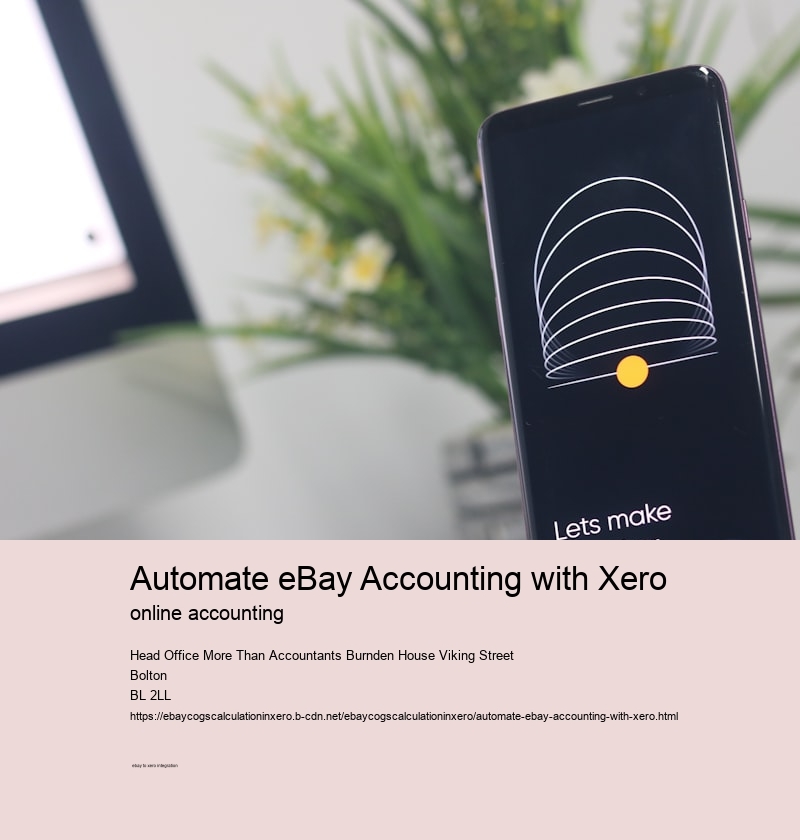 Lets make
Automate eBay Accounting with Xero
online accounting
Head Office More Than Accountants Burnden House Viking Street
Bolton
BL 2LL
https://ebaycogscalculationinxero.b-cdn.net/ebaycogscalculationinxero/automate-ebay-accounting-with-xero.html
ebay to xero integration